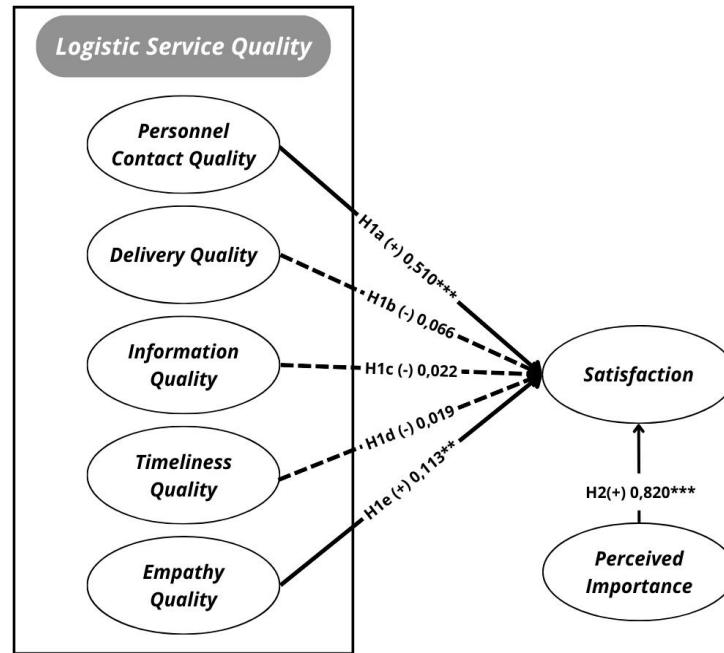 Logistic Service Quality
Personnel
Contact Quality
H1a (+) 0,510***
Delivery Quality
H1b (-) 0,066
Information
Quality
H1c (-) 0,022
Satisfaction
Timeliness
Quality
H1d (-) 0,019
H1e (+) 0,113**
H2(+) 0,820***
Empathy
Quality
Perceived
Importance